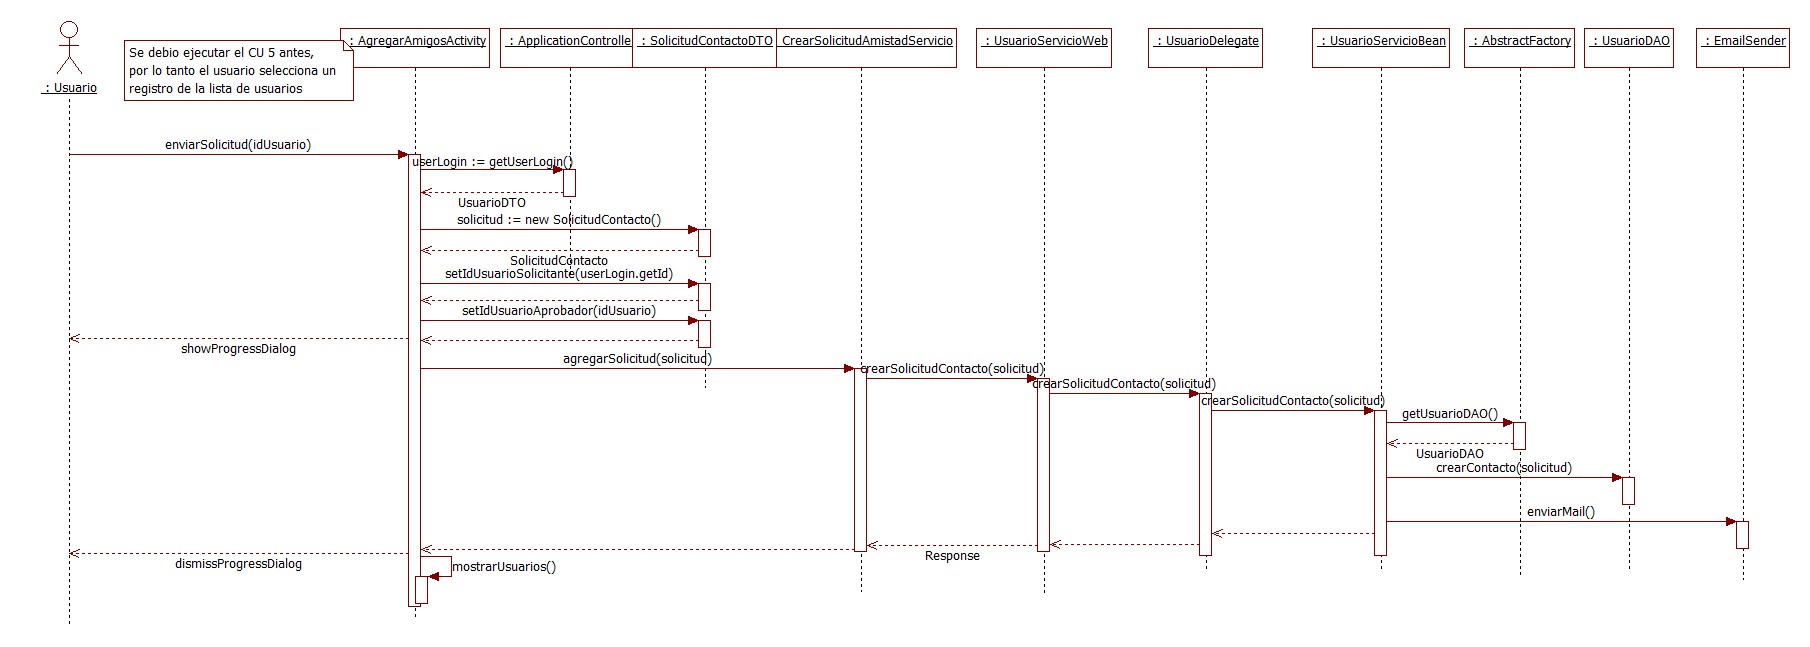 : Usuario
Se debio ejecutar el CU 5 antes,
por lo tanto el usuario selecciona un
registro de la lista de usuarios
: AgregarAmigosActivity
: ApplicationControlle
: SolicitudContactoDTO
CrearSolicitudAmistadServicio
: UsuarioServicioWeb
: UsuarioDelegate
: UsuarioServicioBean
: AbstractFactory
: UsuarioDAO
: EmailSender
enviarSolicitud(idUsuario)
userLogin := getUserLogin()
UsuarioDTO
solicitud := new SolicitudContacto()
SolicitudContacto
setIdUsuarioSolicitante(userLogin.getId)
setIdUsuarioAprobador(idUsuario)
showProgressDialog
agregarSolicitud(solicitud)
crearSolicitudContacto(solicitud)
crearSolicitudContacto(solicitud)
crearSolicitudContacto(solicitud)
getUsuarioDAO()
UsuarioDAO
crearContacto(solicitud)
enviarMail()
Response
dismissProgressDialog
mostrarUsuarios()